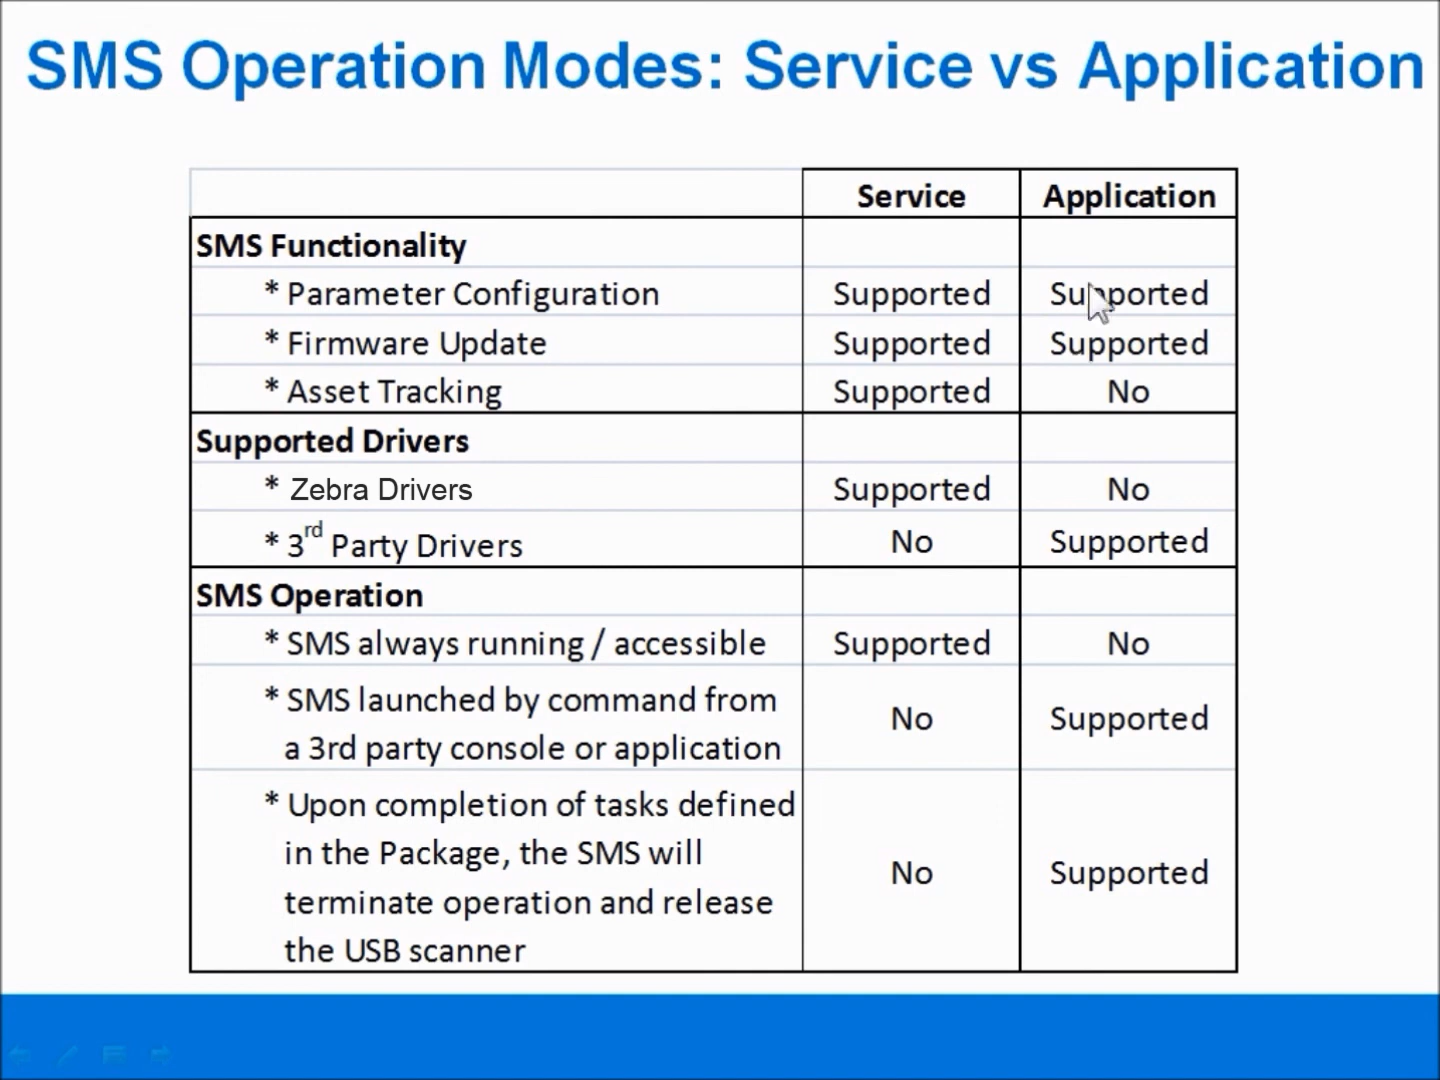 SMS Operation Modes: Service vs Application
Service Application
SMS Functionality
* Parameter Configuration Supported Supported
* Firmware Update Supported Supported
* Asset Tracking Supported No
Supported Drivers
* Zebra Drivers Supported No
* 3rd Party Drivers No Supported
SMS Operation
* SMS always running / accessible Supported No
* SMS launched by command from
a 3rd party console or application
No Supported
* Upon completion of tasks defined
in the Package, the SMS will
terminate operation and release
the USB scanner
No Supported